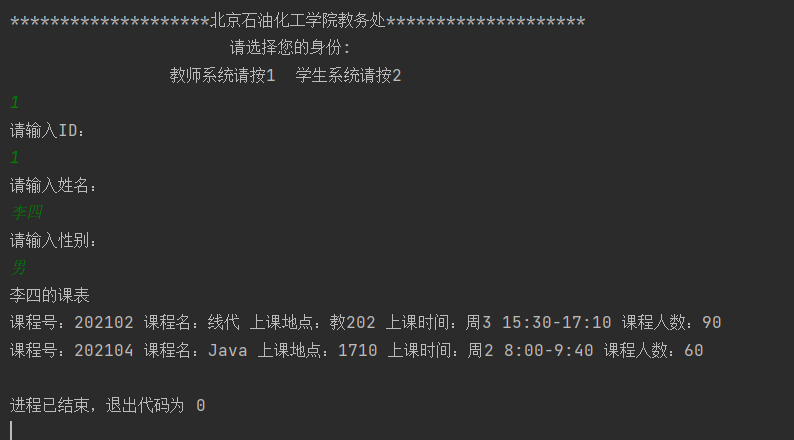 ********************北京石油化工学院教务处********************
请选择您的身份:
教师系统请按1  学生系统请按2
1
请输入ID:
1
请输入姓名:
李四
请输入性别:
男
李四的课表
课程号: 202102 课程名: 线代 上课地点: 教202 上课时间: 周3 15:30-17:10 课程人数: 90
课程号: 202104 课程名: Java 上课地点: 1710 上课时间: 周2 8:00-9:40 课程人数: 60
进程已结束，退出代码为 0